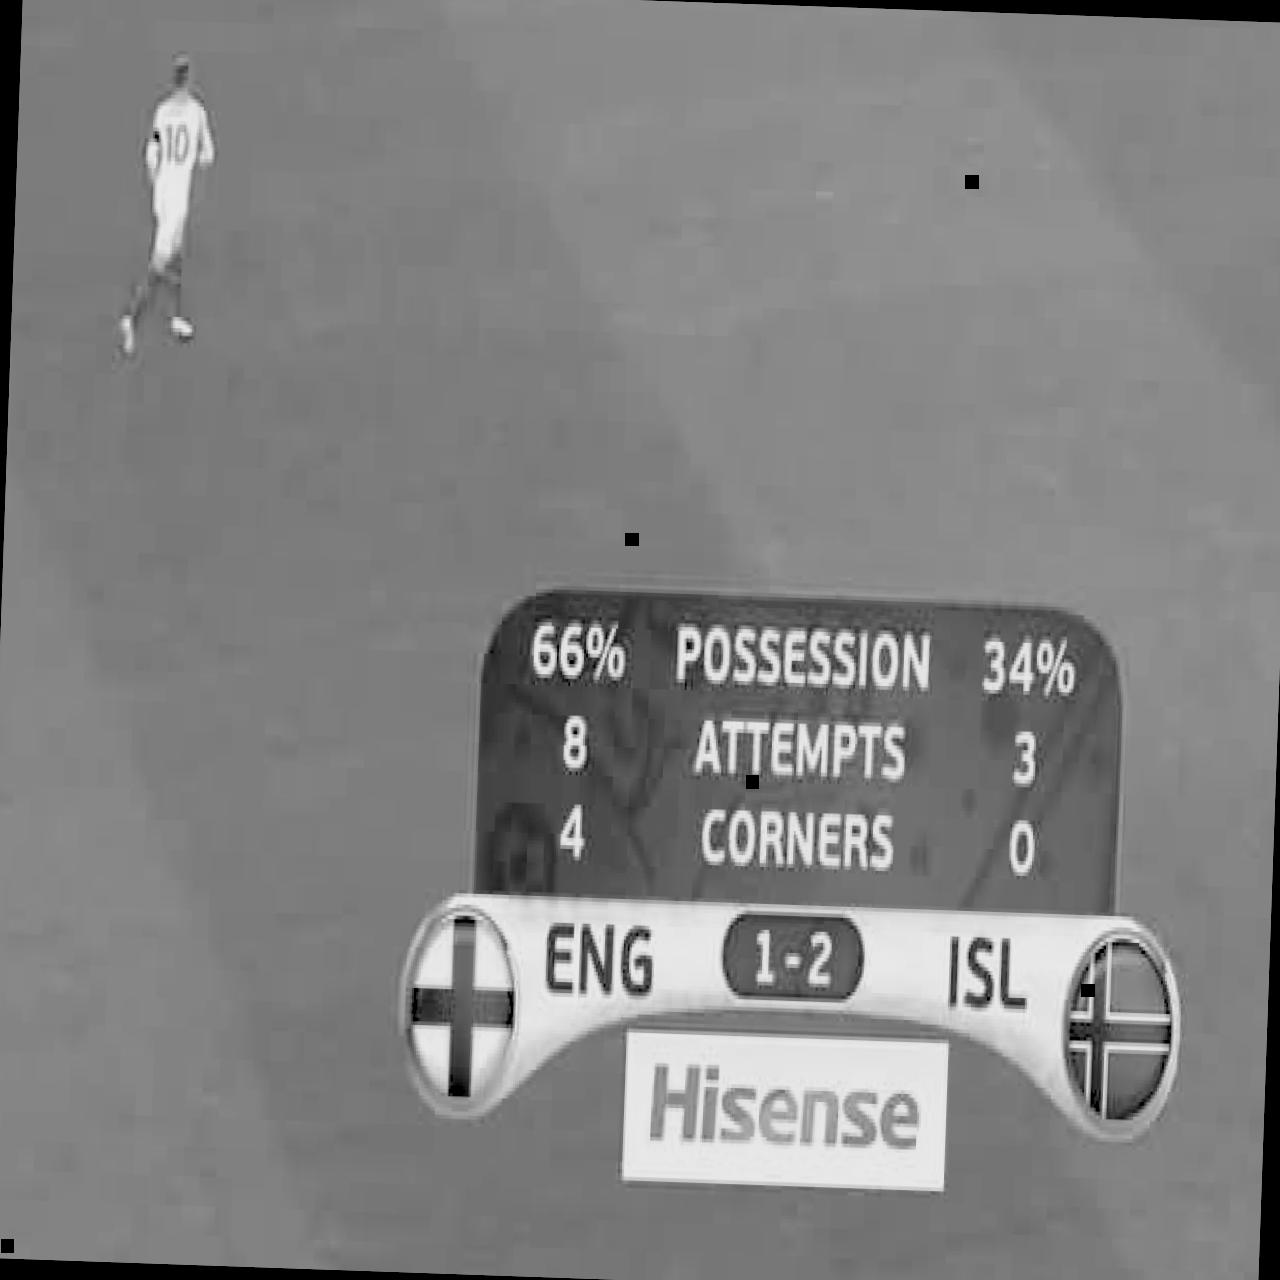 10
66% POSSESSION 34%
8 ATTEMPTS 3
4 CORNERS 0
ENG 1-2 ISL
Hisense